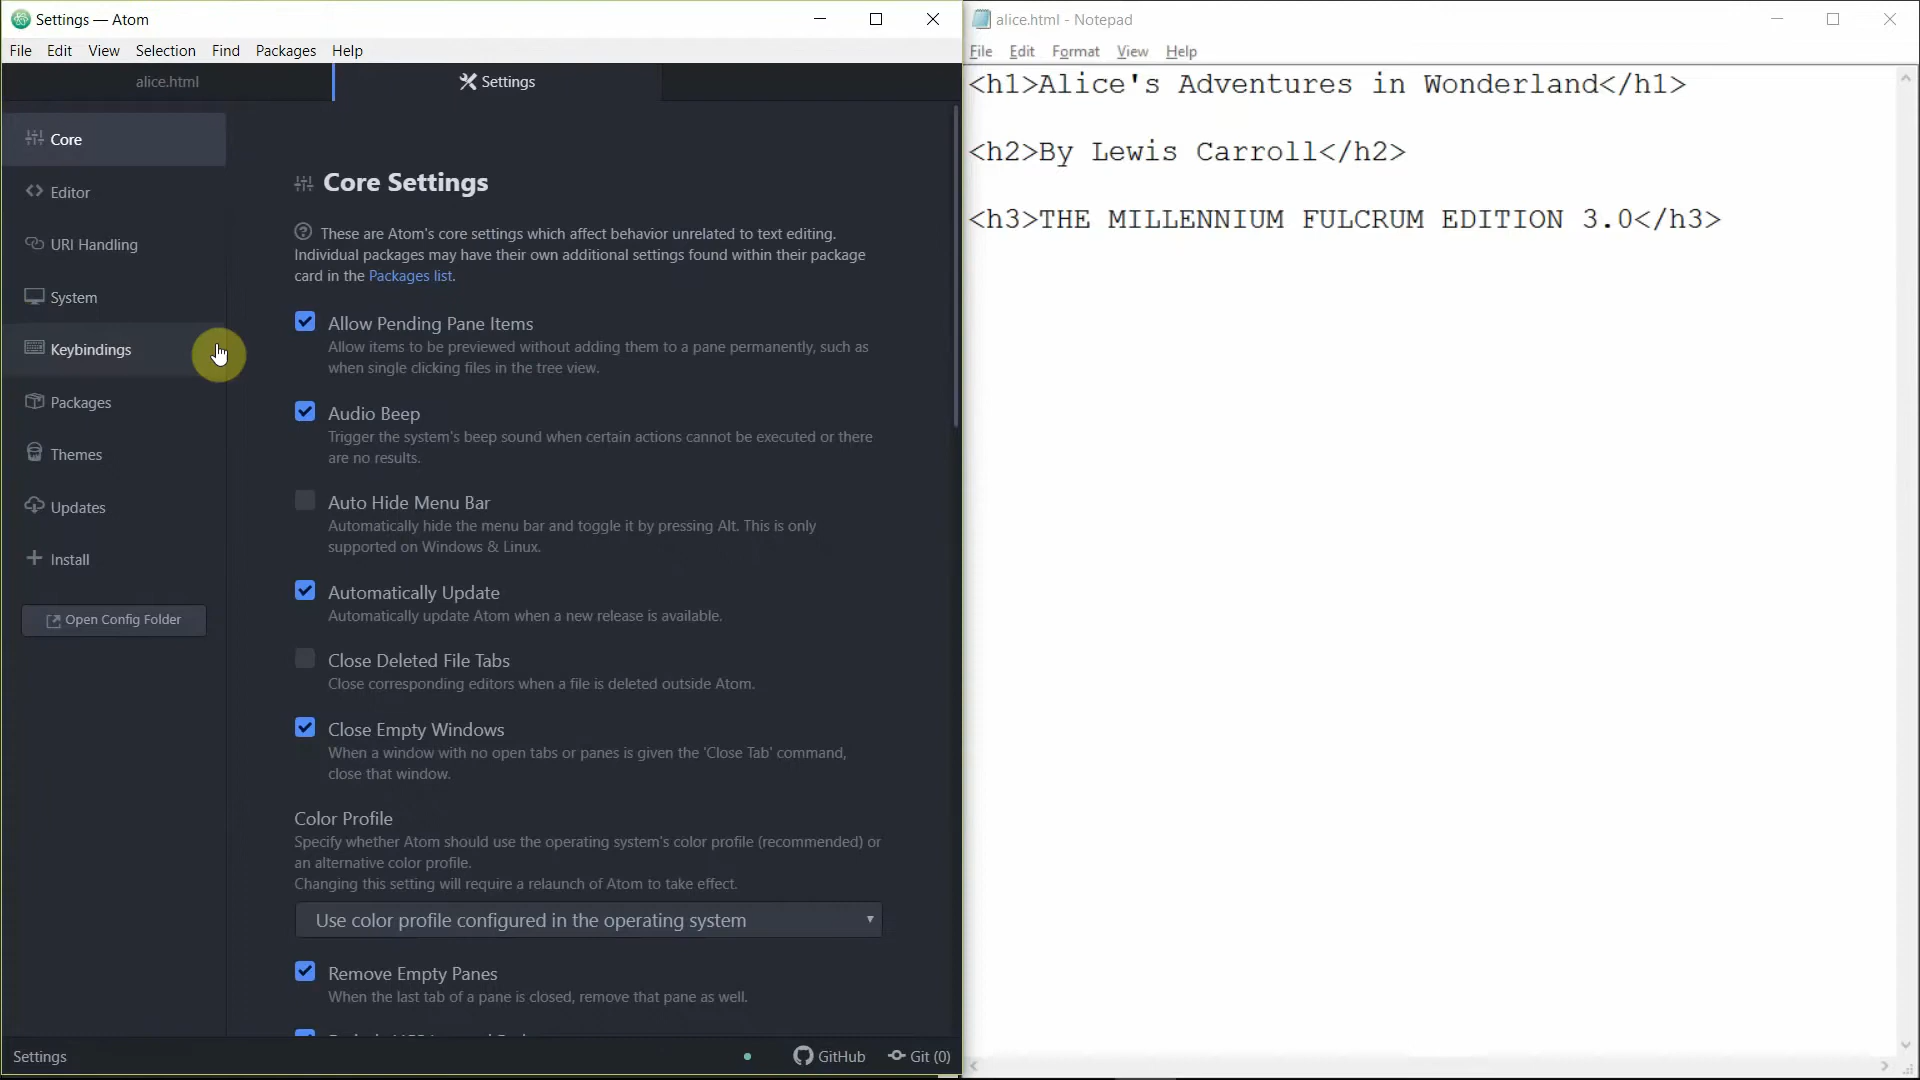 Settings — Atom
File Edit View Selection Find Packages Help
alice.html
Settings
Core
Editor
URI Handling
System
Keybindings
Packages
Themes
Updates
Install
Open Config Folder
Core Settings
These are Atom's core settings which affect behavior unrelated to text editing.
Individual packages may have their own additional settings found within their package
card in the Packages list.
Allow Pending Pane Items
Allow items to be previewed without adding them to a pane permanently, such as
when single clicking files in the tree view.
Audio Beep
Trigger the system's beep sound when certain actions cannot be executed or there
are no results.
Auto Hide Menu Bar
Automatically hide the menu bar and toggle it by pressing Alt. This is only
supported on Windows & Linux.
Automatically Update
Automatically update Atom when a new release is available.
Close Deleted File Tabs
Close corresponding editors when a file is deleted outside Atom.
Close Empty Windows
When a window with no open tabs or panes is given the 'Close Tab' command,
close that window.
Color Profile
Specify whether Atom should use the operating system's color profile (recommended) or
an alternative color profile.
Changing this setting will require a relaunch of Atom to take effect.
Use color profile configured in the operating system
Remove Empty Panes
When the last tab of a pane is closed, remove that pane as well.
Settings
GitHub
Git (0)
alice.html - Notepad
File Edit Format View Help
<h1>Alice's Adventures in Wonderland</h1>
<h2>By Lewis Carroll</h2>
<h3>THE MILLENNIUM FULCRUM EDITION 3.0</h3>